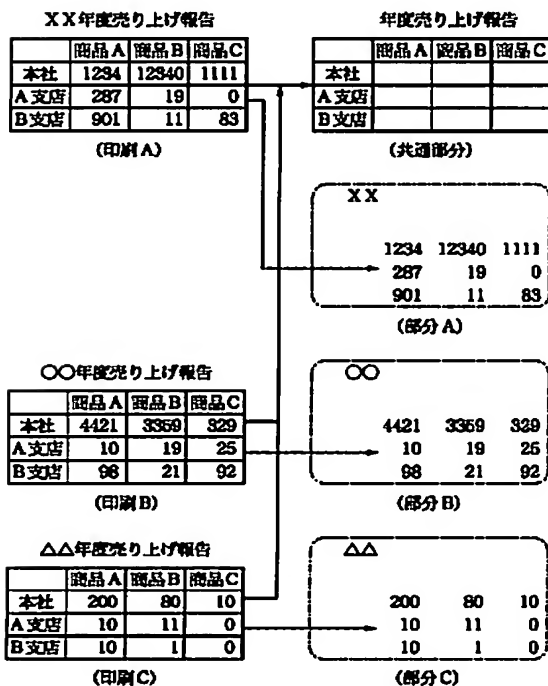 XX年度売り上げ報告
商品A 商品B 商品C
本社 1234 12340 1111
A支店 287 19 0
B支店 901 11 83
(印刷A)
年度売り上げ報告
商品A 商品B 商品C
本社
A支店
B支店
(共通部分)
XX
1234 12340 1111
287 19 0
901 11 83
(部分A)
○○年度売り上げ報告
商品A 商品B 商品C
本社 4421 3359 329
A支店 10 19 25
B支店 98 21 92
(印刷B)
○○
4421 3359 329
10 19 25
98 21 92
(部分B)
△△年度売り上げ報告
商品A 商品B 商品C
本社 200 80 10
A支店 10 11 0
B支店 10 1 0
(印刷C)
△△
200 80 10
10 11 0
10 1 0
(部分C)